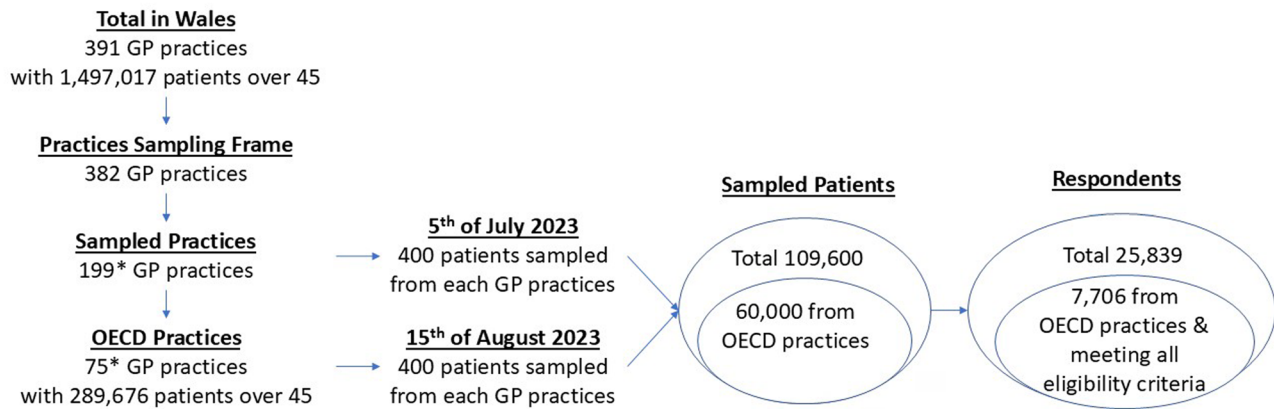 Total in Wales
391 GP practices
with 1,497,017 patients over 45
Practices Sampling Frame
382 GP practices
Sampled Practices
199* GP practices
OECD Practices
75* GP practices
with 289,676 patients over 45
5th of July 2023
400 patients sampled
from each GP practices
15th of August 2023
400 patients sampled
from each GP practices
Sampled Patients
Total 109,600
60,000 from
OECD practices
Respondents
Total 25,839
7,706 from
OECD practices &
meeting all
eligibility criteria